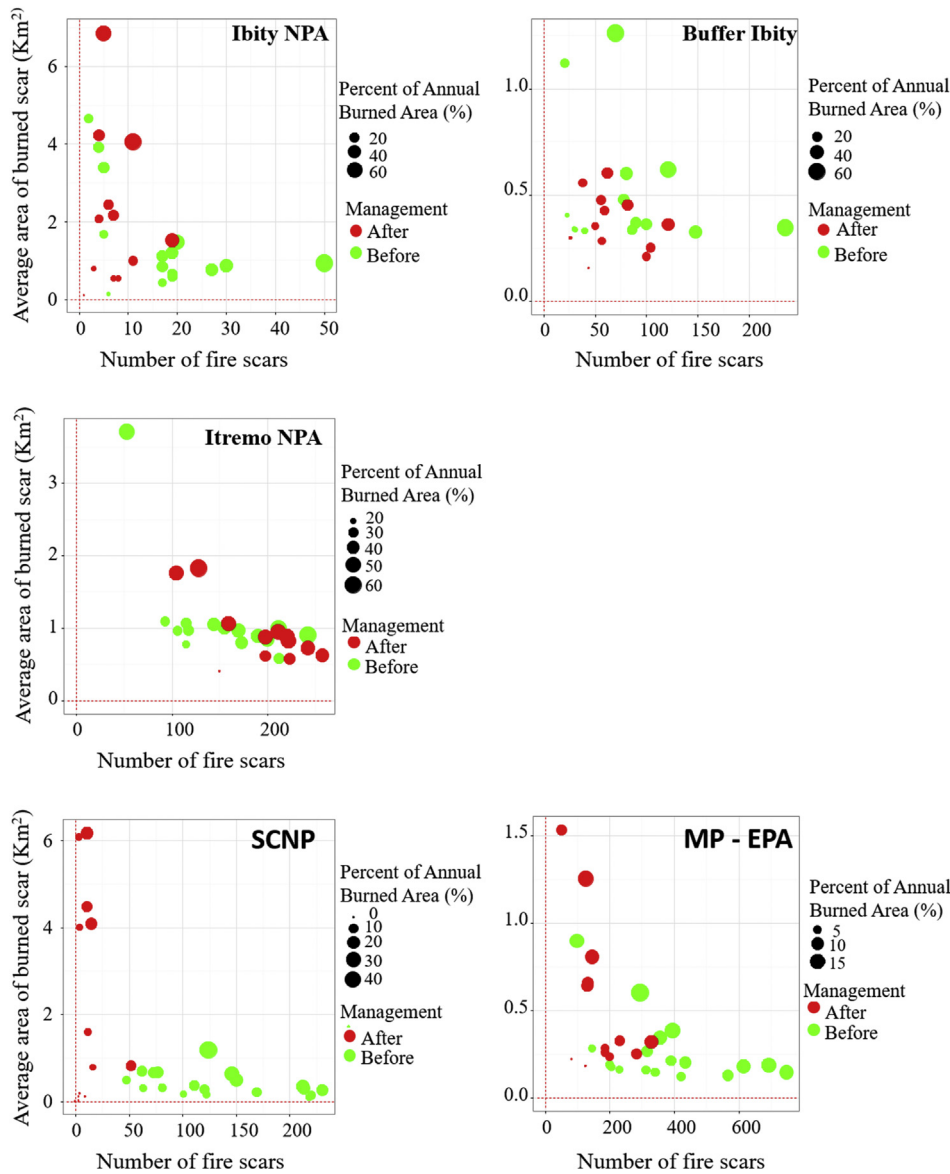 Ibity NPA
Average area of burned scar (Km²)
6
4
2
0
0 10 20 30 40 50
Number of fire scars
Percent of Annual
Burned Area (%)
20
40
60
Management
After
Before
Buffer Ibity
1.0
0.5
0.0
0 50 100 150 200
Number of fire scars
Percent of Annual
Burned Area (%)
20
40
60
Management
After
Before
Itremo NPA
Average area of burned scar (Km²)
3
2
1
0
0 100 200
Number of fire scars
Percent of Annual
Burned Area (%)
20
30
40
50
60
Management
After
Before
SCNP
Average area of burned scar (Km²)
6
4
2
0
0 50 100 150 200
Number of fire scars
Percent of Annual
Burned Area (%)
0
10
20
30
40
Management
After
Before
MP - EPA
1.5
1.0
0.5
0.0
0 200 400 600
Number of fire scars
Percent of Annual
Burned Area (%)
5
10
15
Management
After
Before